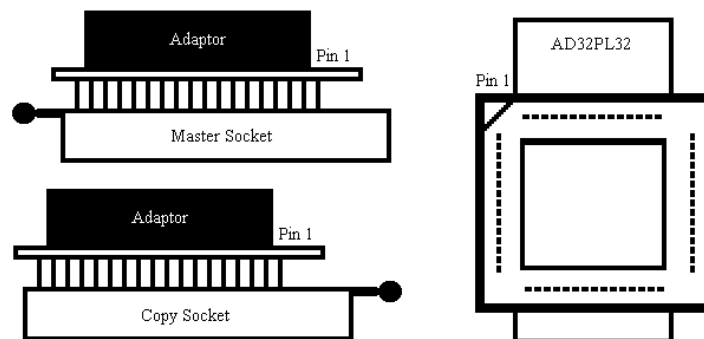 Adaptor
Pin 1
Master Socket
Adaptor
Pin 1
Copy Socket
AD32PL32
Pin 1